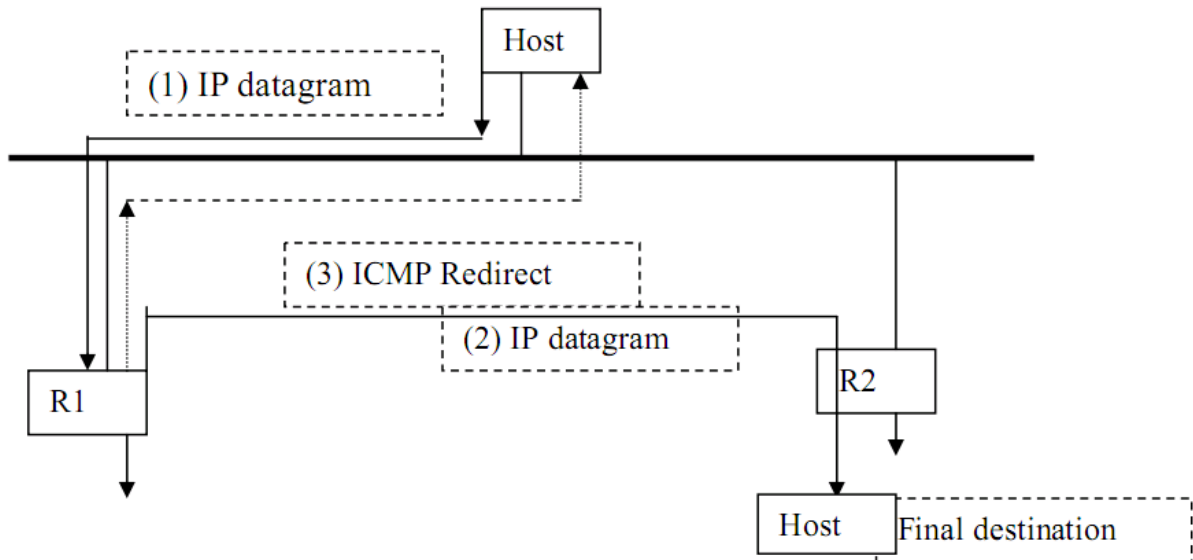 Host
(1) IP datagram
(3) ICMP Redirect
(2) IP datagram
R1
R2
Host
Final destination